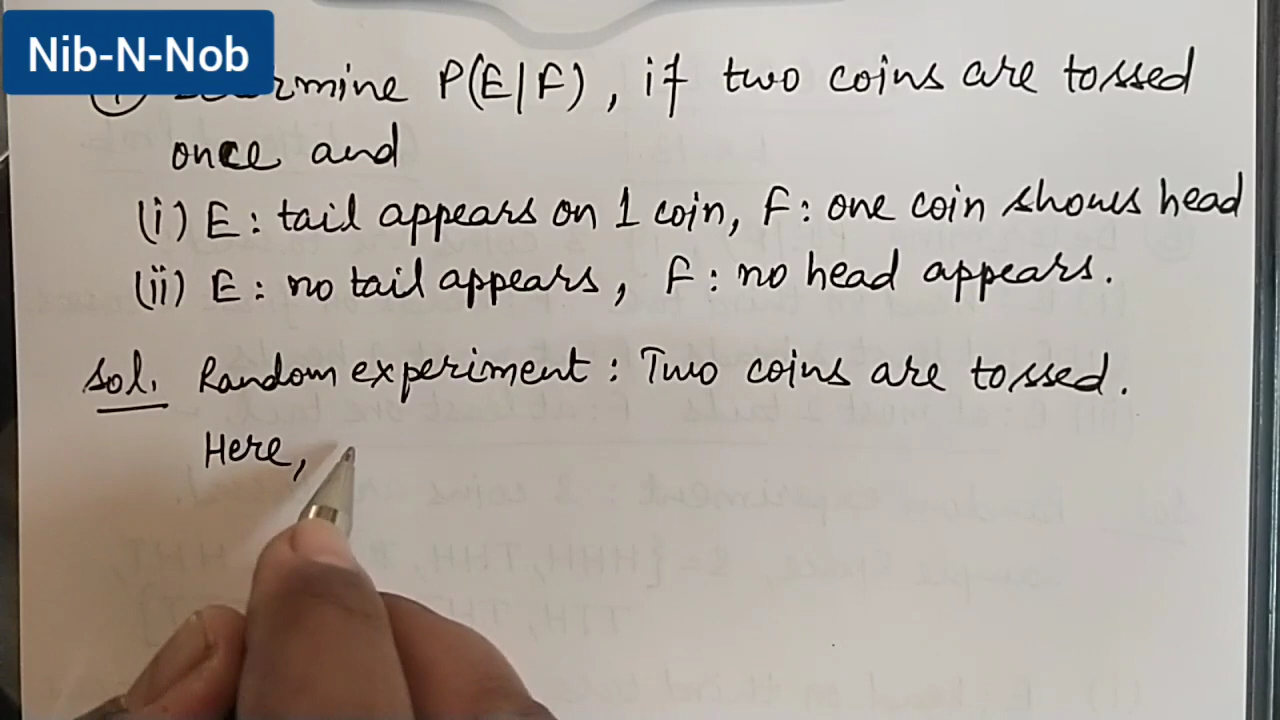 Nib-N-Nob
rmine P(E/F), if two coins are tossed
once and
(i) E: tail appears on 1 coin, F: one coin shows head
(ii) E: no tail appears, F: no head appears.
Sol. Random experiment: Two coins are tossed.
Here,